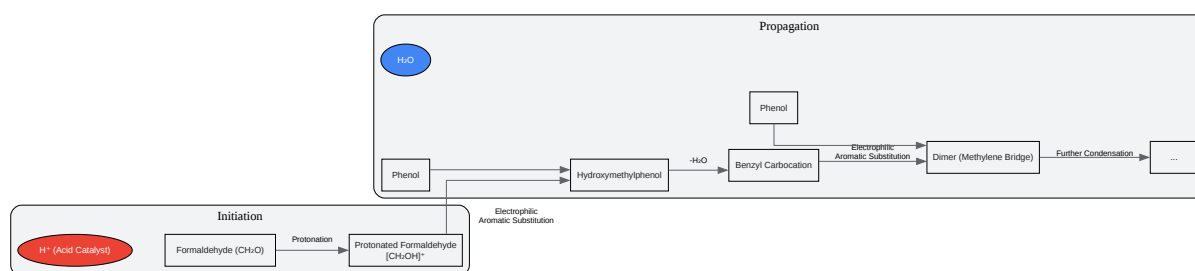 Propagation
H₂O
Phenol
Phenol
Hydroxymethylphenol
-H₂O
Benzyl Carbocation
Electrophilic
Aromatic Substitution
Dimer (Methylene Bridge)
Further Condensation
...
Electrophilic
Aromatic Substitution
Initiation
H⁺ (Acid Catalyst)
Formaldehyde (CH₂O)
Protonation
Protonated Formaldehyde
[CH₂OH]⁺